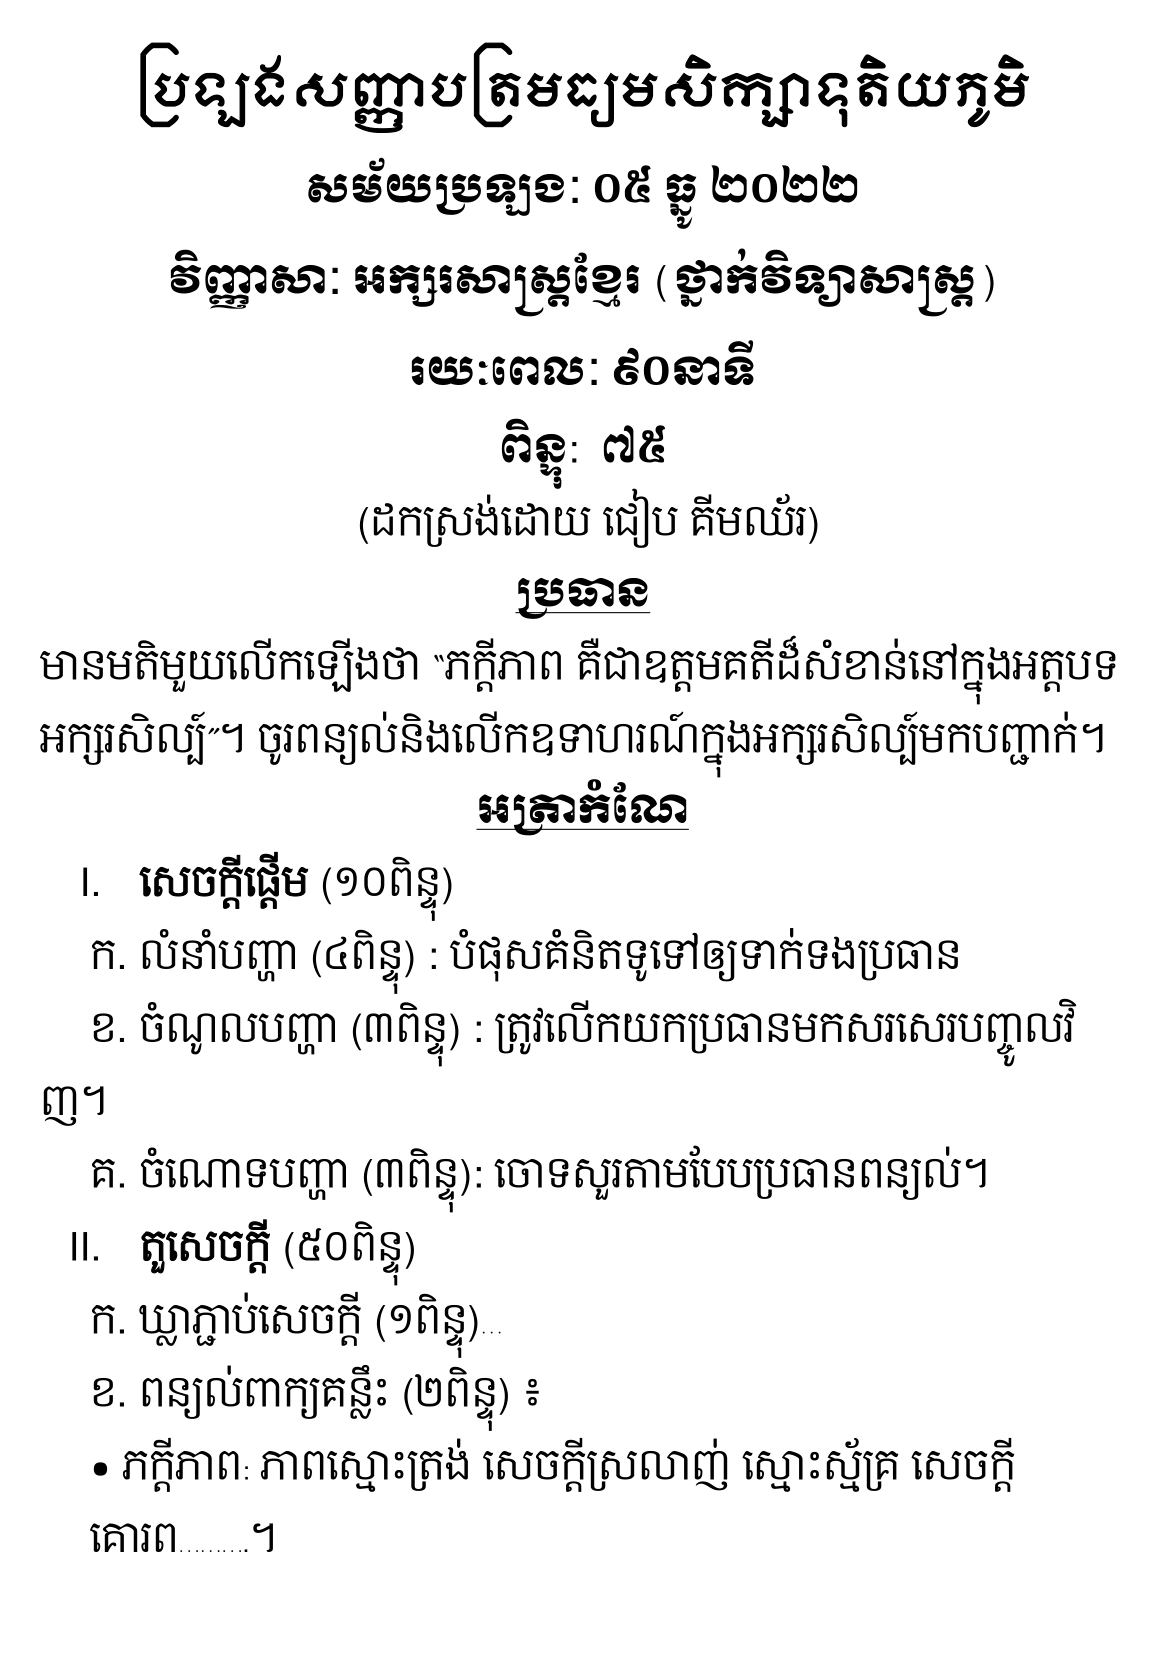 ប្រឡងសញ្ញាបត្រមធ្យមសិក្សាទុតិយភូមិ
សម័យប្រឡង: ០៥ ធ្នូ ២០២២
វិញ្ញាសា: អក្សរសាស្ត្រខ្មែរ (ថ្នាក់វិទ្យាសាស្ត្រ)
រយៈពេល: ៩០នាទី
ពិន្ទុ: ៧៥
(ដកស្រង់ដោយ ជៀប គីមឈ័រ)
ប្រធាន
មានមតិមួយលើកឡើងថា “ភក្ដីភាព គឺជាឧត្តមគតីដ៏សំខាន់នៅក្នុងអត្តបទ
អក្សរសិល្ប៍”។ ចូរពន្យល់និងលើកឧទាហរណ៍ក្នុងអក្សរសិល្ប៍មកបញ្ជាក់។
អត្រាកំណែ
I. សេចក្ដីផ្ដើម (១០ពិន្ទុ)
ក. លំនាំបញ្ហា (៤ពិន្ទុ) : បំផុសគំនិតទូទៅឲ្យទាក់ទងប្រធាន
ខ. ចំណូលបញ្ហា (៣ពិន្ទុ) : ត្រូវលើកយកប្រធានមកសរសេរបញ្ចូលវិ
ញ។
គ. ចំណោទបញ្ហា (៣ពិន្ទុ): ចោទសួរតាមបែបប្រធានពន្យល់។
II. តួសេចក្ដី (៥០ពិន្ទុ)
ក. ឃ្លាភ្ជាប់សេចក្ដី (១ពិន្ទុ)...
ខ. ពន្យល់ពាក្យគន្លឹះ (២ពិន្ទុ) ៖
• ភក្ដីភាព: ភាពស្មោះត្រង់ សេចក្ដីស្រលាញ់ ស្មោះស្ម័គ្រ សេចក្ដី
គោរព..........។